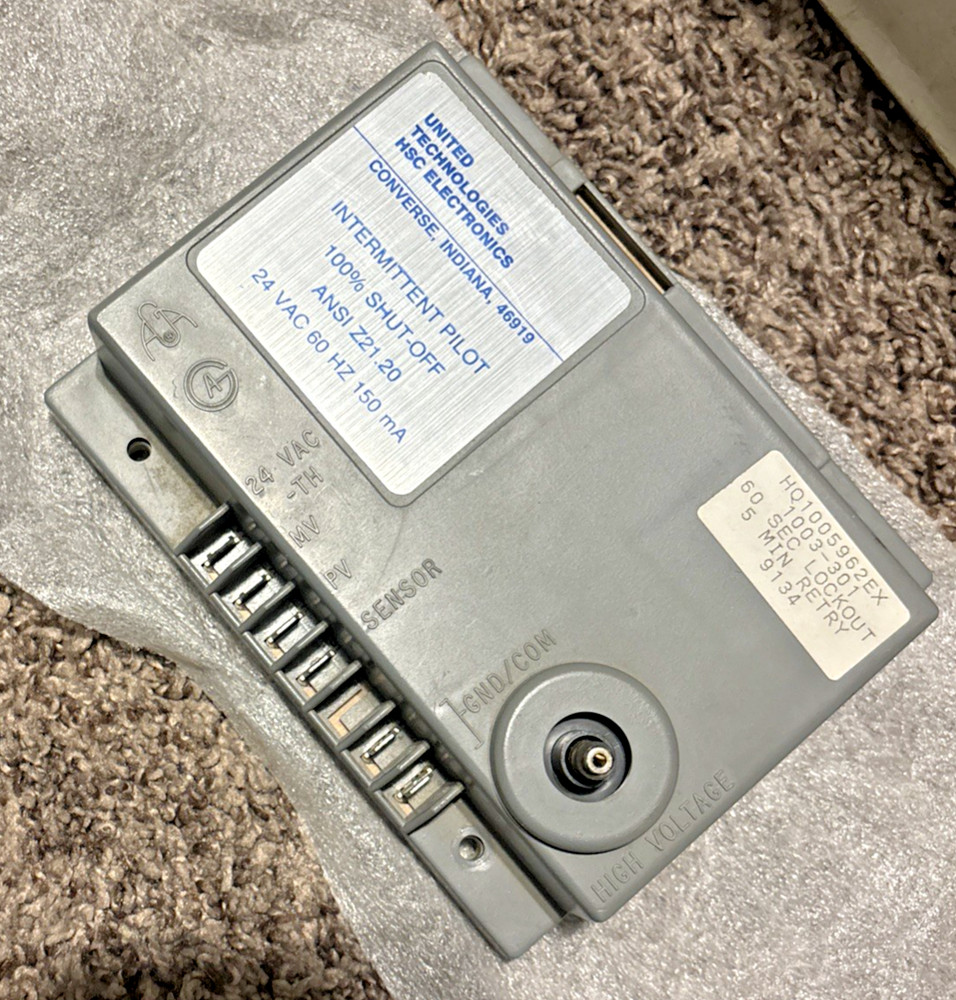 UNITED
TECHNOLOGIES
HSC ELECTRONICS
CONVERSE, INDIANA, 46919
INTERMITTENT PILOT
100% SHUT-OFF
ANSI Z21.20
24 VAC 60 HZ 150 mA
24 VAC
-TH
MV
PV
SENSOR
GND/COM
HIGH VOLTAGE
HQ1005962EX
1003-301
60 SEC LOCKOUT
5 MIN RETRY
9134